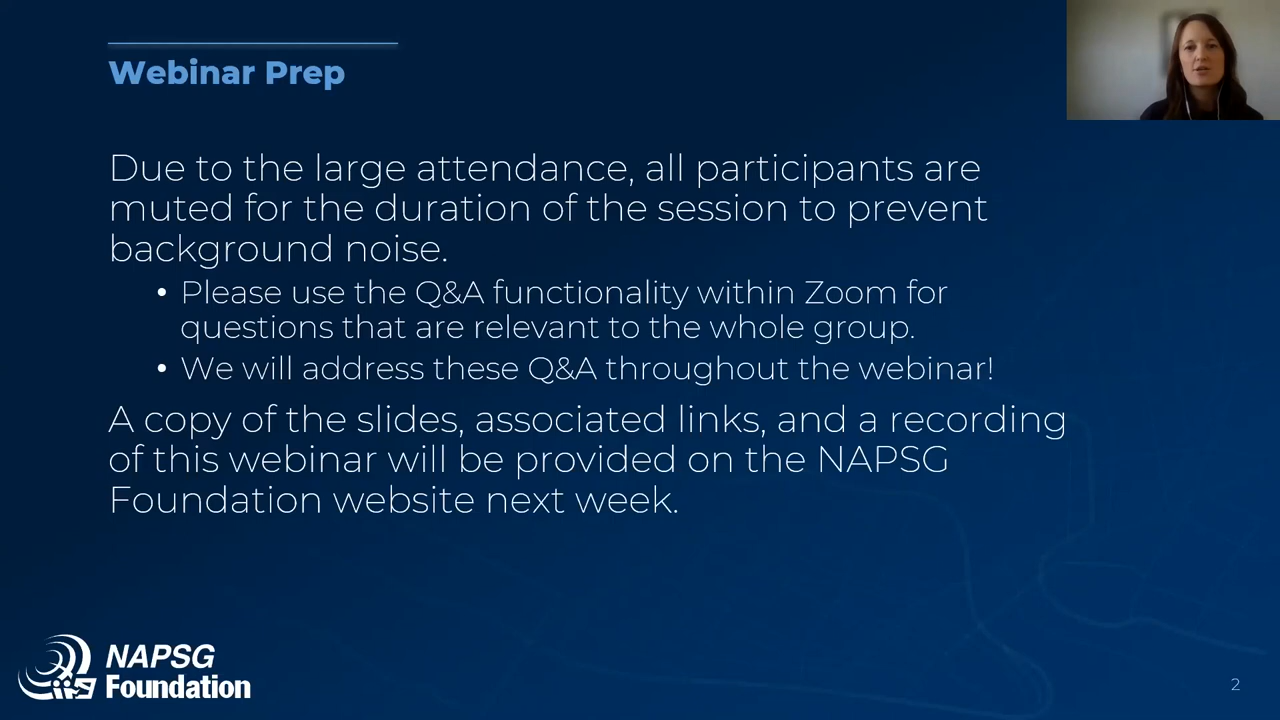 Webinar Prep
Due to the large attendance, all participants are
muted for the duration of the session to prevent
background noise.
• Please use the Q&A functionality within Zoom for
questions that are relevant to the whole group.
• We will address these Q&A throughout the webinar!
A copy of the slides, associated links, and a recording
of this webinar will be provided on the NAPSG
Foundation website next week.
NAPSG
Foundation
2